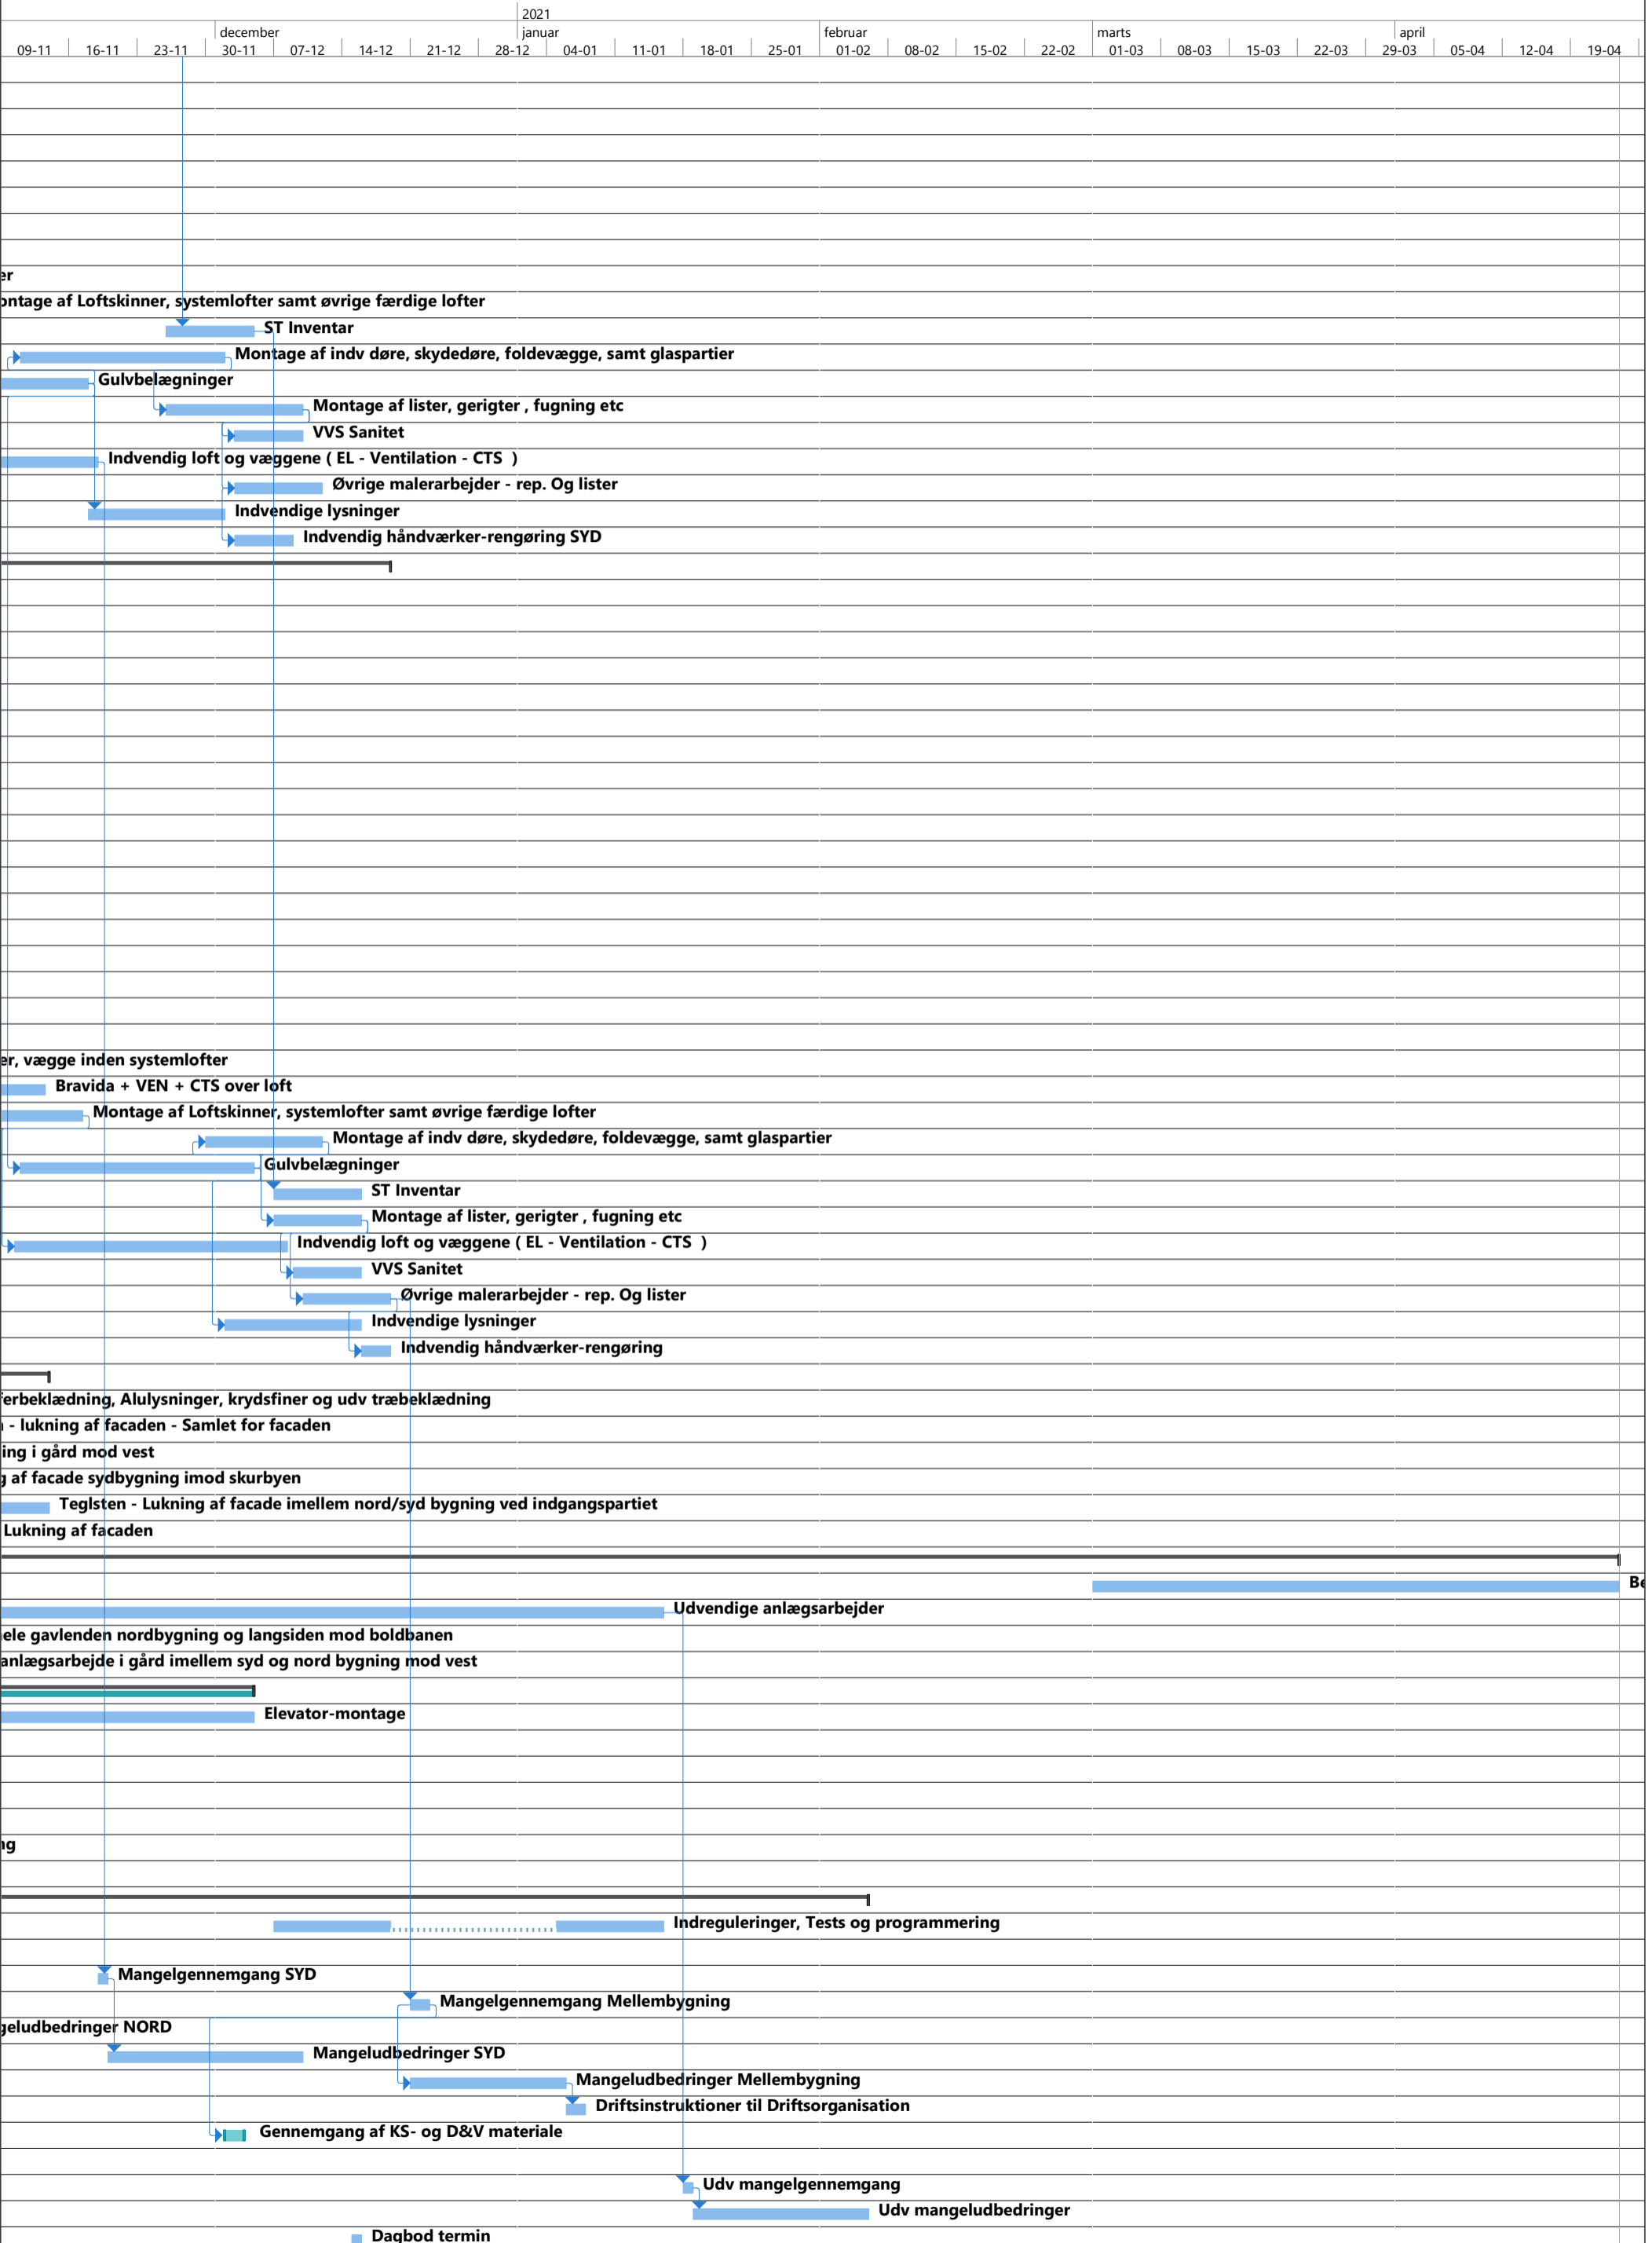 2021
december januar februar marts april
09-11 16-11 23-11 30-11 07-12 14-12 21-12 28-12 04-01 11-01 18-01 25-01 01-02 08-02 15-02 22-02 01-03 08-03 15-03 22-03 29-03 05-04 12-04 19-04
er
ontage af Loftskinner, systemlofter samt øvrige færdige lofter
ST Inventar
Montage af indv døre, skydedøre, foldevægge, samt glaspartier
Gulvbelægninger
Montage af lister, gerigter , fugning etc
VVS Sanitet
Indvendig loft og væggene ( EL - Ventilation - CTS )
Øvrige malerarbejder - rep. Og lister
Indvendige lysninger
Indvendig håndværker-rengøring SYD
er, vægge inden systemlofter
Bravida + VEN + CTS over loft
Montage af Loftskinner, systemlofter samt øvrige færdige lofter
Montage af indv døre, skydedøre, foldevægge, samt glaspartier
Gulvbelægninger
ST Inventar
Montage af lister, gerigter , fugning etc
Indvendig loft og væggene ( EL - Ventilation - CTS )
VVS Sanitet
Øvrige malerarbejder - rep. Og lister
Indvendige lysninger
Indvendig håndværker-rengøring
erbeklædning, Alulysninger, krydsfiner og udv træbeklædning
- lukning af facaden - Samlet for facaden
ing i gård mod vest
g af facade sydbygning imod skurbyen
Teglsten - Lukning af facade imellem nord/syd bygning ved indgangspartiet
Lukning af facaden
Be
Udvendige anlægsarbejder
ele gavlenden nordbygning og langsiden mod boldbanen
anlægsarbejde i gård imellem syd og nord bygning mod vest
Elevator-montage
ng
Indreguleringer, Tests og programmering
Mangelgennemgang SYD
Mangelgennemgang Mellembygning
geludbedringer NORD
Mangeludbedringer SYD
Mangeludbedringer Mellembygning
Driftsinstruktioner til Driftsorganisation
Gennemgang af KS- og D&V materiale
Udv mangelgennemgang
Udv mangeludbedringer
Dagbod termin